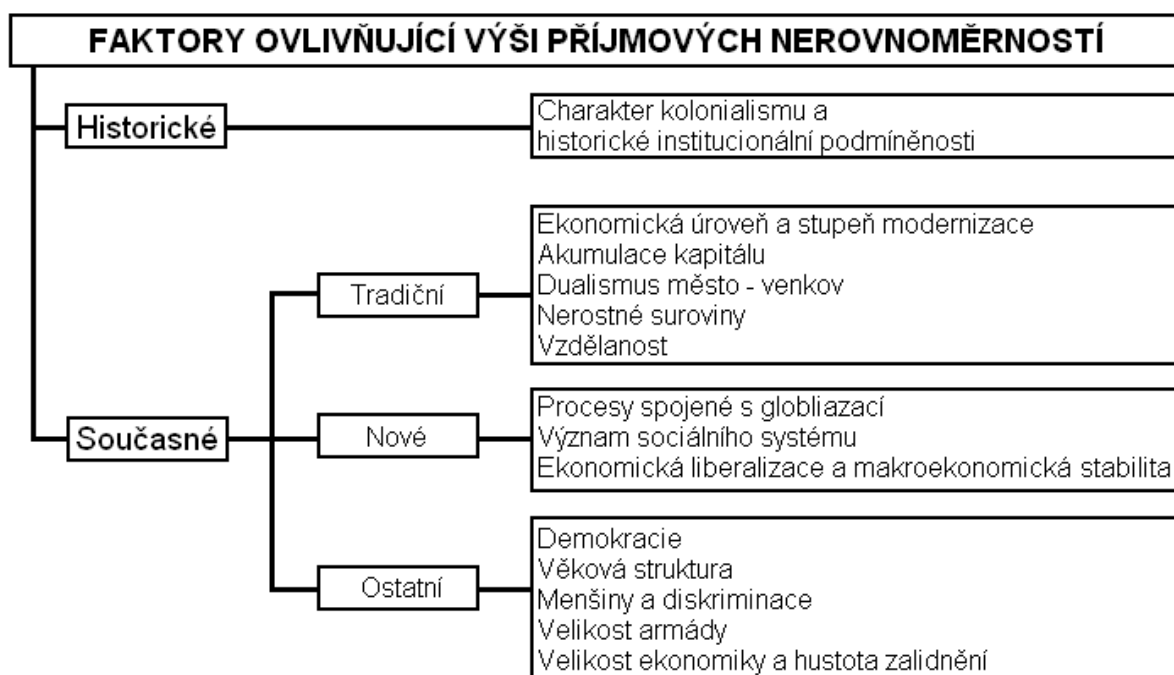 FAKTORY OVLIVŇUJÍCÍ VÝŠI PŘÍJMOVÝCH NEROVNOMĚRNOSTÍ
Historické
Charakter kolonialismu a
historické institucionální podmíněnosti
Současné
Tradiční
Ekonomická úroveň a stupeň modernizace
Akumulace kapitálu
Dualismus město - venkov
Nerostné suroviny
Vzdělanost
Nové
Procesy spojené s globliazací
Význam sociálního systému
Ekonomická liberalizace a makroekonomická stabilita
Ostatní
Demokracie
Věková struktura
Menšiny a diskriminace
Velikost armády
Velikost ekonomiky a hustota zalidnění